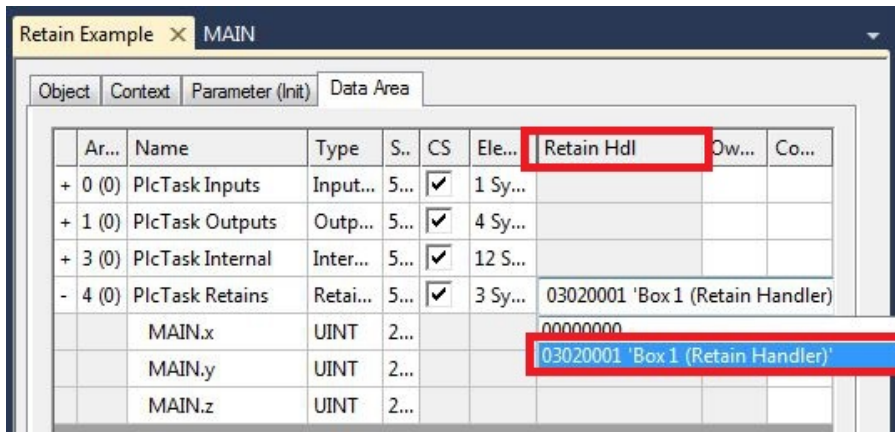 Retain Example × MAIN
Object Context Parameter (Init) Data Area
Ar... Name Type S.. CS Ele... Retain Hdl Ow... Co...
+ 0 (0) PlcTask Inputs Input... 5... 1 Sy...
+ 1 (0) PlcTask Outputs Outp... 5... 4 Sy...
+ 3 (0) PlcTask Internal Inter... 5... 12 S...
- 4 (0) PlcTask Retains Retai... 5... 3 Sy... 03020001 'Box 1 (Retain Handler)
MAIN.x UINT 2... 00000000
MAIN.y UINT 2... 03020001 'Box 1 (Retain Handler)'
MAIN.z UINT 2...